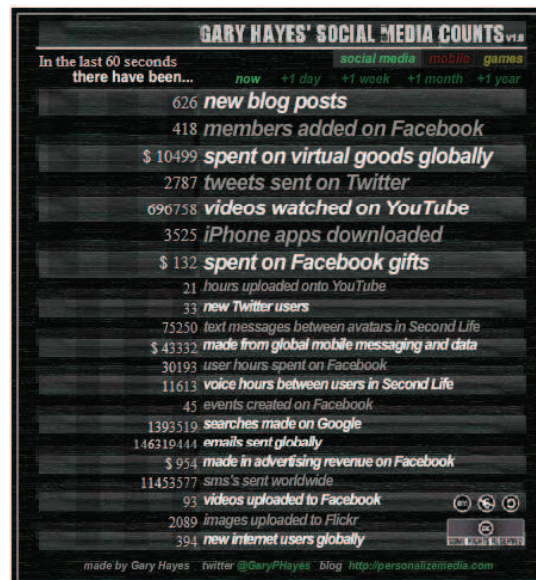 GARY HAYES' SOCIAL MEDIA COUNTS v1.0
In the last 60 seconds
there have been...
social media mobile games
now +1 day +1 week +1 month +1 year
626 new blog posts
418 members added on Facebook
$ 10499 spent on virtual goods globally
2787 tweets sent on Twitter
696758 videos watched on YouTube
3525 iPhone apps downloaded
$ 132 spent on Facebook gifts
21 hours uploaded onto YouTube
33 new Twitter users
75250 text messages between avatars in Second Life
$ 43332 made from global mobile messaging and data
30193 user hours spent on Facebook
11613 voice hours between users in Second Life
45 events created on Facebook
1393519 searches made on Google
146319444 emails sent globally
$ 954 made in advertising revenue on Facebook
11453577 sms's sent worldwide
93 videos uploaded to Facebook
2089 images uploaded to Flickr
394 new internet users globally
cc
SOME RIGHTS RESERVED
made by Gary Hayes twitter @GaryPHayes blog http://personalizemedia.com